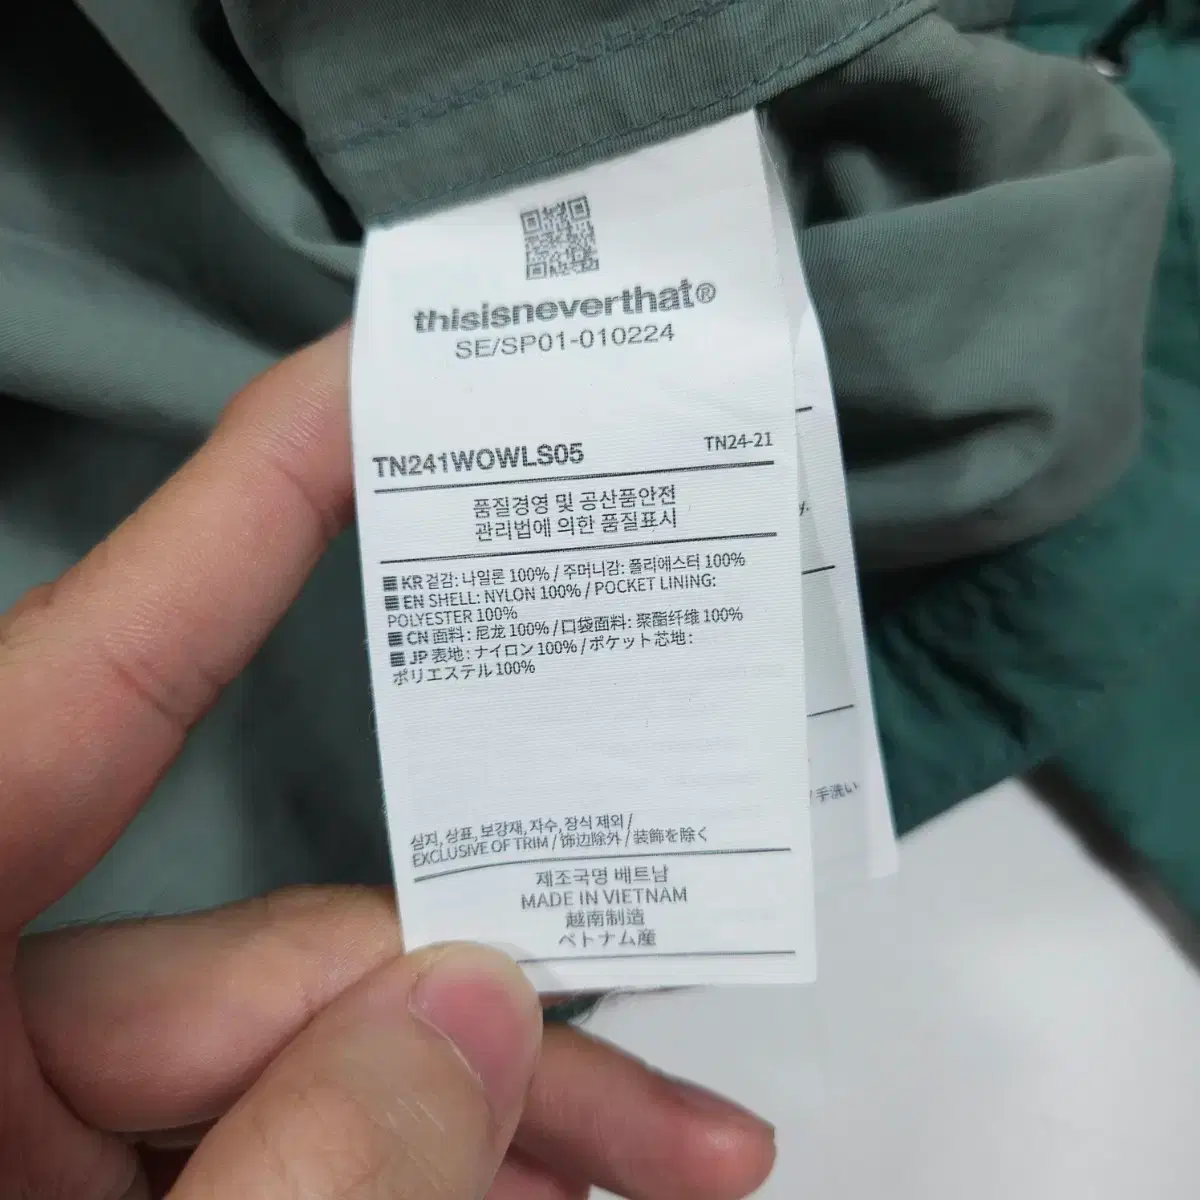 thisisneverthat®
SE/SP01-010224
TN241WOWLS05
TN24-21
품질경영 및 공산품안전
관리법에 의한 품질표시
KR 겉감: 나일론 100% / 주머니감: 폴리에스터 100%
EN SHELL: NYLON 100% / POCKET LINING:
POLYESTER 100%
CN 面料: 尼龙 100% / 口袋面料: 聚酯纤维 100%
JP 表地: ナイロン 100% / ポケット芯地:
ポリエステル 100%
심지, 상표, 보강재, 자수, 장식 제외 /
EXCLUSIVE OF TRIM / 饰边除外 / 装飾を除く
제조국명 베트남
MADE IN VIETNAM
越南制造
ベトナム産
/ 手洗い